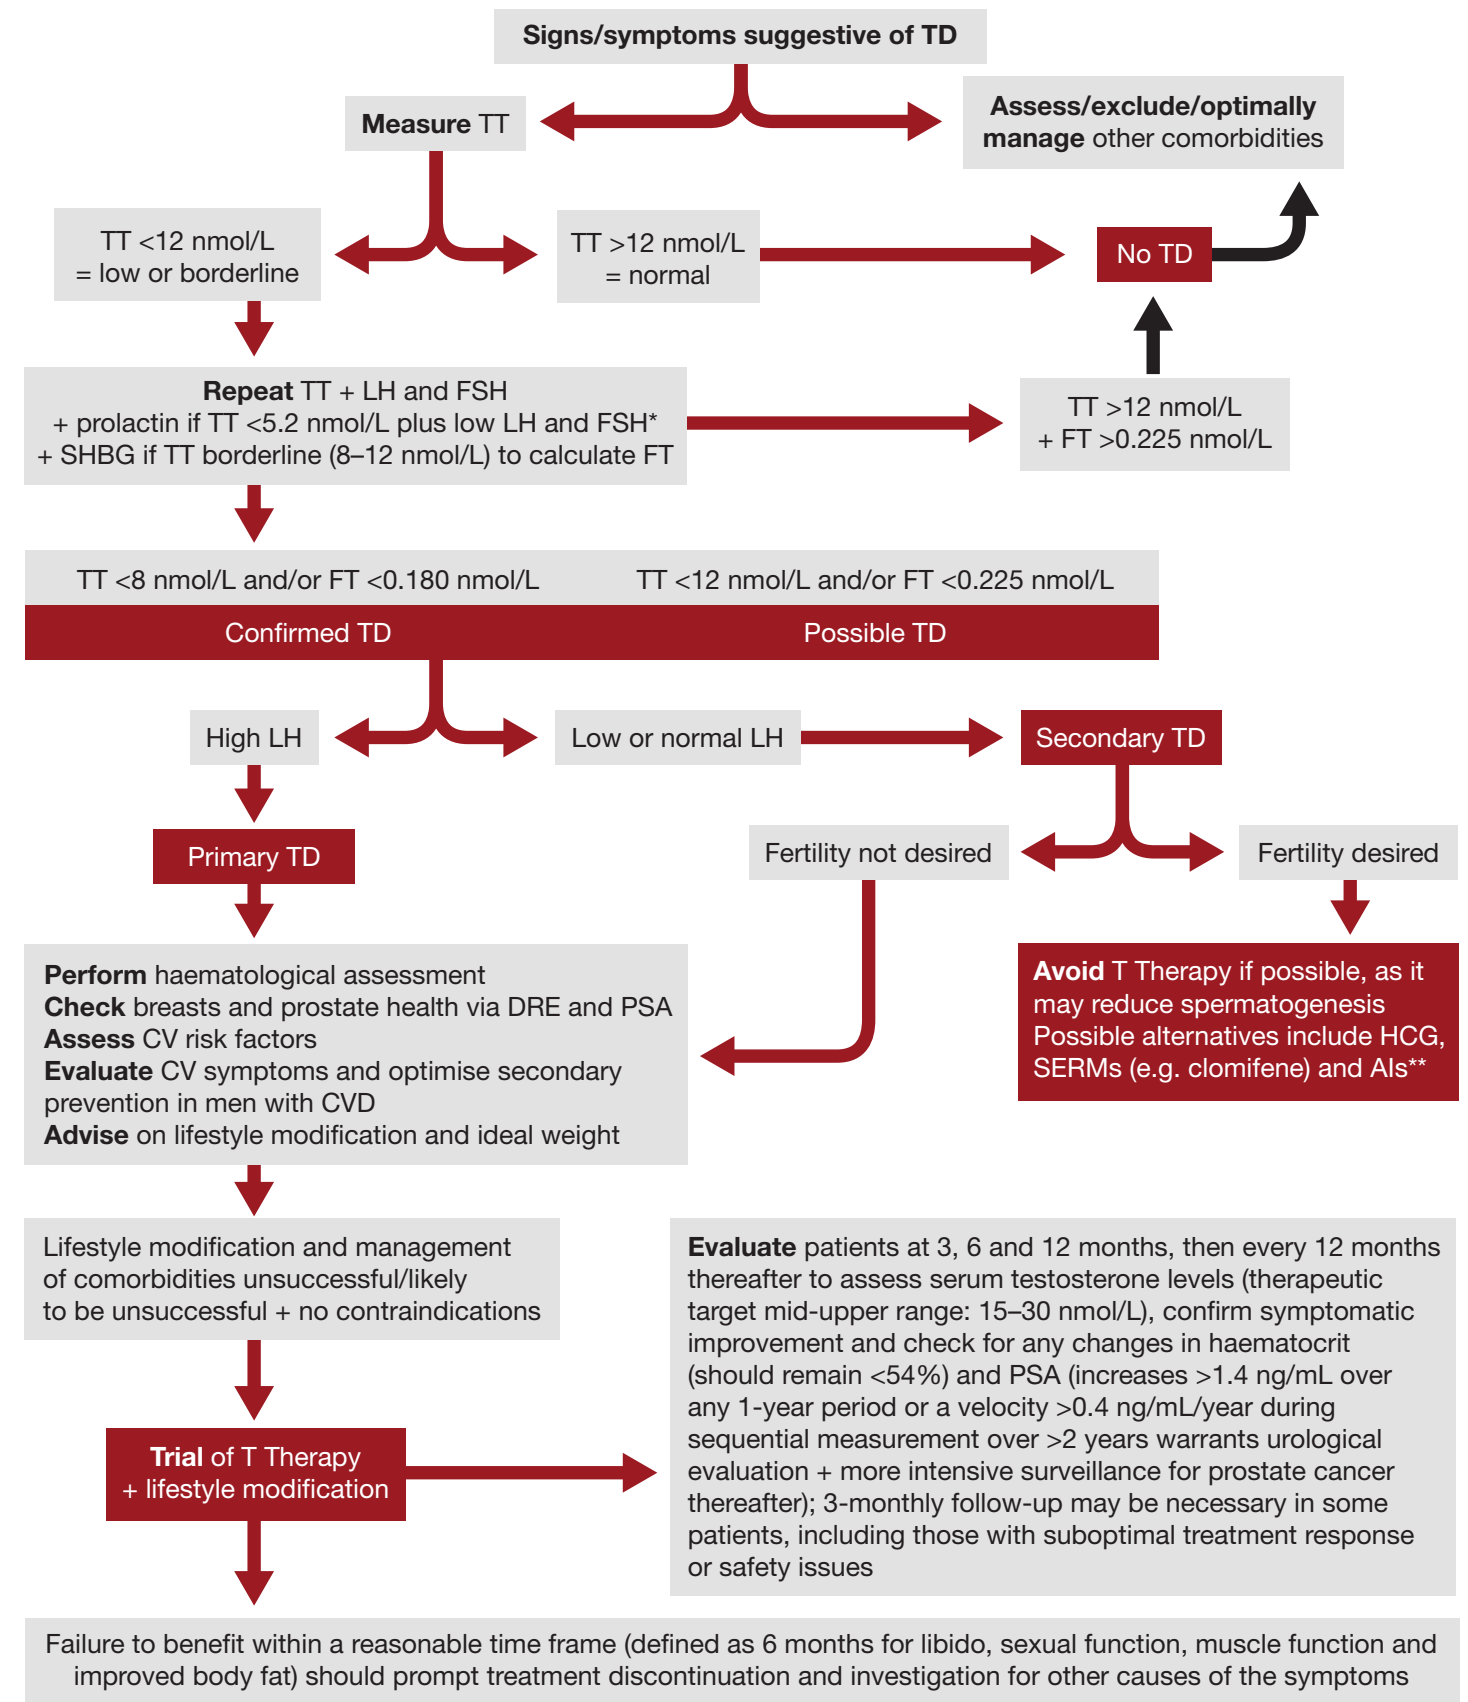 Signs/symptoms suggestive of TD
Measure TT
Assess/exclude/optimally
manage other comorbidities
TT <12 nmol/L
= low or borderline
TT >12 nmol/L
= normal
No TD
Repeat TT + LH and FSH
+ prolactin if TT <5.2 nmol/L plus low LH and FSH*
+ SHBG if TT borderline (8–12 nmol/L) to calculate FT
TT >12 nmol/L
+ FT >0.225 nmol/L
TT <8 nmol/L and/or FT <0.180 nmol/L
TT <12 nmol/L and/or FT <0.225 nmol/L
Confirmed TD
Possible TD
High LH
Low or normal LH
Secondary TD
Primary TD
Fertility not desired
Fertility desired
Perform haematological assessment
Check breasts and prostate health via DRE and PSA
Assess CV risk factors
Evaluate CV symptoms and optimise secondary
prevention in men with CVD
Advise on lifestyle modification and ideal weight
Avoid T Therapy if possible, as it
may reduce spermatogenesis
Possible alternatives include HCG,
SERMs (e.g. clomifene) and AIs**
Lifestyle modification and management
of comorbidities unsuccessful/likely
to be unsuccessful + no contraindications
Evaluate patients at 3, 6 and 12 months, then every 12 months
thereafter to assess serum testosterone levels (therapeutic
target mid-upper range: 15–30 nmol/L), confirm symptomatic
improvement and check for any changes in haematocrit
(should remain <54%) and PSA (increases >1.4 ng/mL over
any 1-year period or a velocity >0.4 ng/mL/year during
sequential measurement over >2 years warrants urological
evaluation + more intensive surveillance for prostate cancer
thereafter); 3-monthly follow-up may be necessary in some
patients, including those with suboptimal treatment response
or safety issues
Trial of T Therapy
+ lifestyle modification
Failure to benefit within a reasonable time frame (defined as 6 months for libido, sexual function, muscle function and
improved body fat) should prompt treatment discontinuation and investigation for other causes of the symptoms